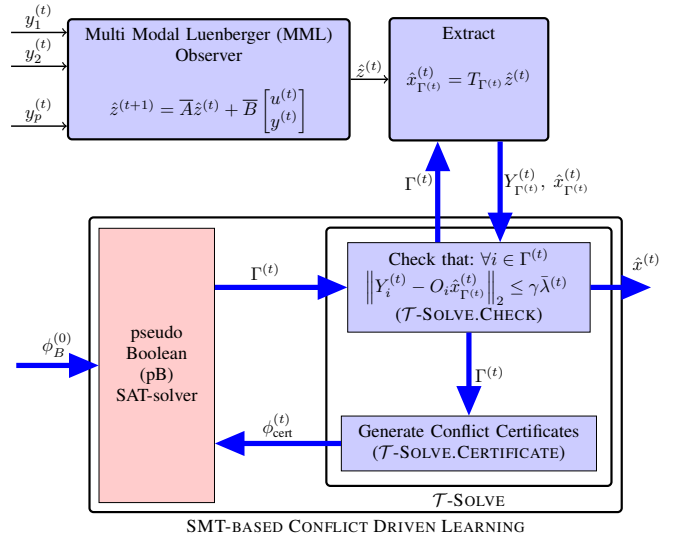 y_1^{(t)}
y_2^{(t)}
y_p^{(t)}
Multi Modal Luenberger (MML)
Observer
\hat{z}^{(t+1)} = \overline{A}\hat{z}^{(t)} + \overline{B} \begin{bmatrix} u^{(t)} \\ y^{(t)} \end{bmatrix}
\hat{z}^{(t)}
Extract
\hat{x}_{\Gamma^{(t)}}^{(t)} = T_{\Gamma^{(t)}} \hat{z}^{(t)}
\Gamma^{(t)}
Y_{\Gamma^{(t)}}^{(t)}, \hat{x}_{\Gamma^{(t)}}^{(t)}
\phi_B^{(0)}
pseudo
Boolean
(pB)
SAT-solver
\Gamma^{(t)}
Check that: \forall i \in \Gamma^{(t)}
\left\| Y_i^{(t)} - O_i \hat{x}_{\Gamma^{(t)}}^{(t)} \right\|_2 \leq \gamma \bar{\lambda}^{(t)}
(\mathcal{T}-SOLVE.CHECK)
\hat{x}^{(t)}
\Gamma^{(t)}
\phi_{cert}^{(t)}
Generate Conflict Certificates
(\mathcal{T}-SOLVE.CERTIFICATE)
\mathcal{T}-SOLVE
SMT-BASED CONFLICT DRIVEN LEARNING